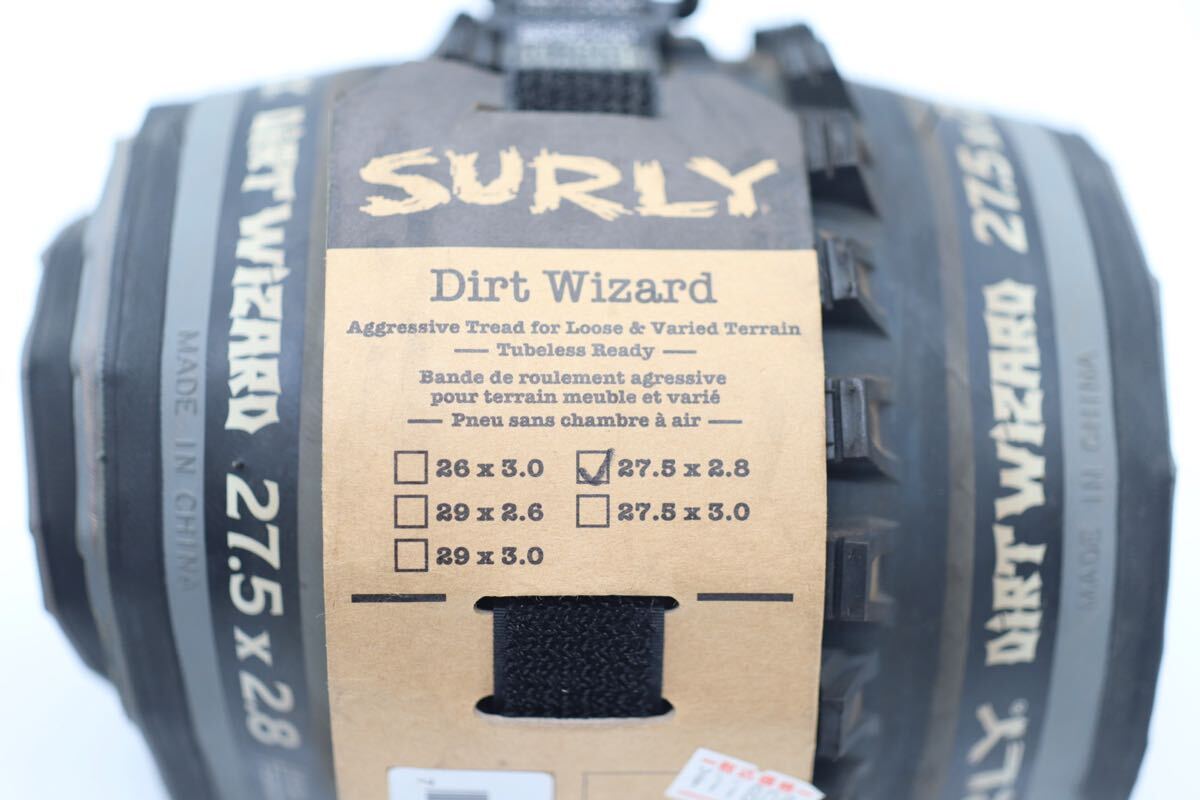 SURLY
Dirt Wizard
Aggressive Tread for Loose & Varied Terrain
Tubeless Ready
Bande de roulement agressive
pour terrain meuble et varié
Pneu sans chambre à air
26 x 3.0
27.5 x 2.8
29 x 2.6
27.5 x 3.0
29 x 3.0
DIRT WIZARD 27.5 x 2.8
MADE IN CHINA
DIRT WIZARD 27.5
MADE IN CHINA
RLY.